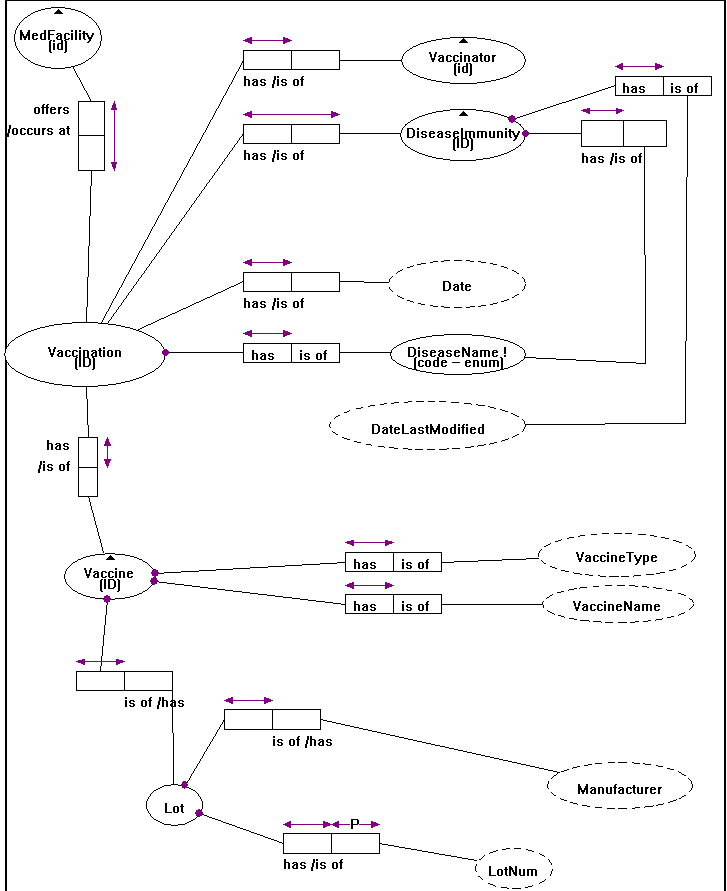 MedFacility
(id)
Vaccinator
(id)
has /is of
has
is of
offers
/occurs at
DiseaseImmunity
(ID)
has /is of
has /is of
Date
has /is of
Vaccination
(ID)
has
is of
DiseaseName !
(code – enum)
DateLastModified
has
/is of
VaccineType
has
is of
Vaccine
(ID)
has
is of
VaccineName
is of /has
is of /has
Manufacturer
Lot
P
has /is of
LotNum